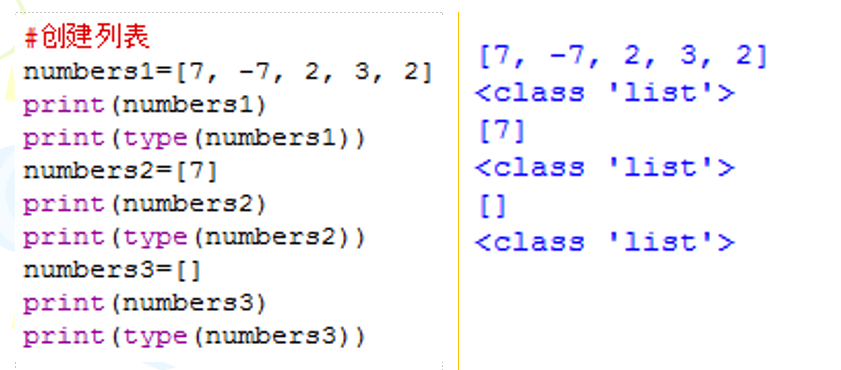 #创建列表
numbers1=[7, -7, 2, 3, 2]
print(numbers1)
print(type(numbers1))
numbers2=[7]
print(numbers2)
print(type(numbers2))
numbers3=[]
print(numbers3)
print(type(numbers3))
[7, -7, 2, 3, 2]
<class 'list'>
[7]
<class 'list'>
[]
<class 'list'>